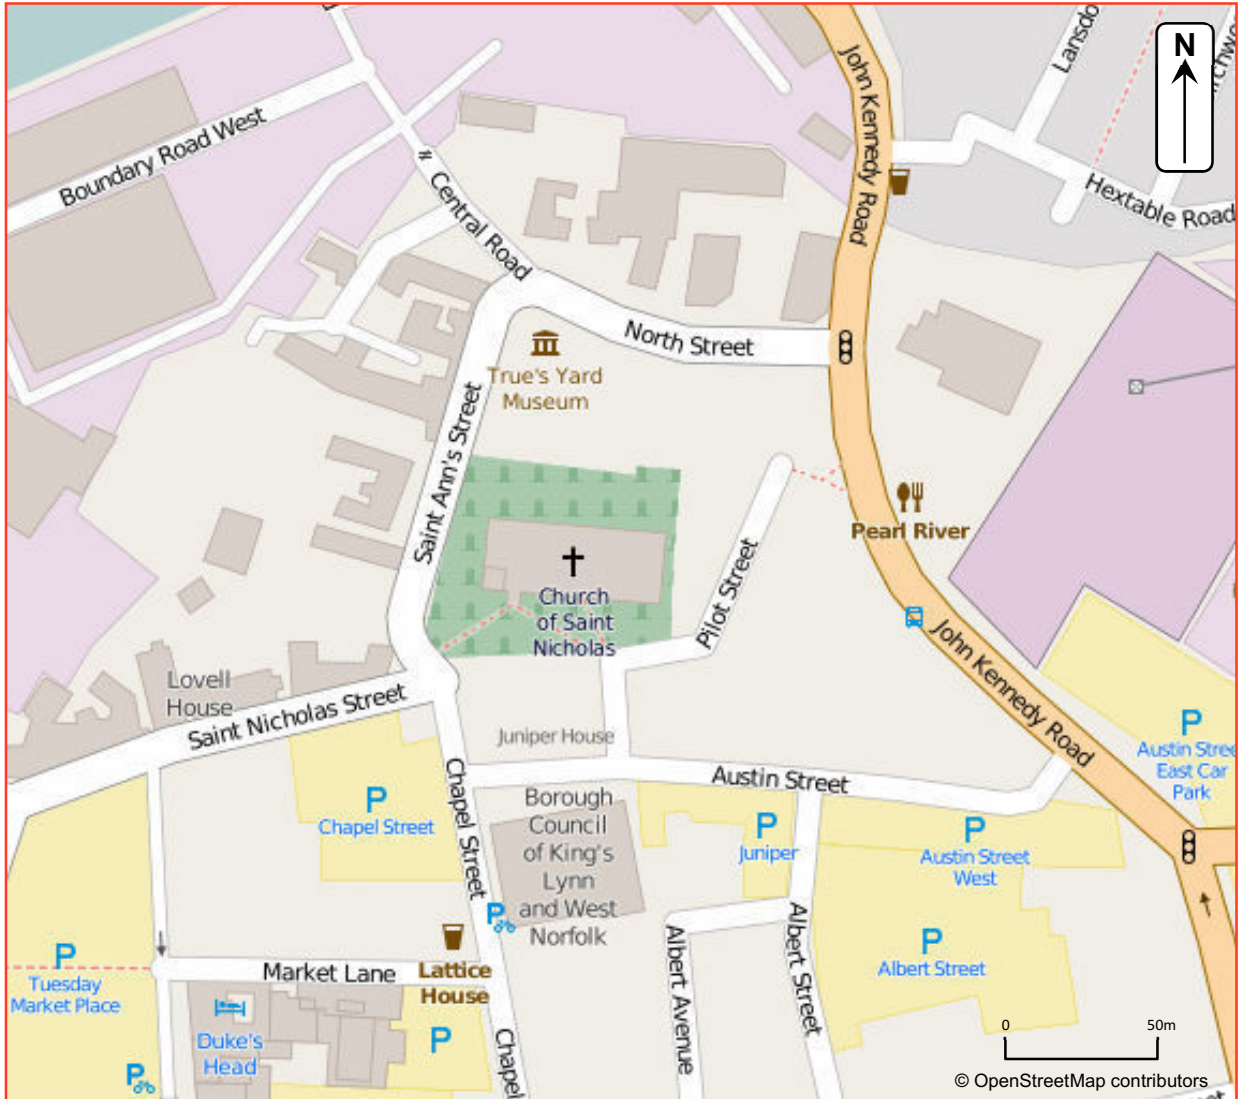 John Kennedy Road
Lansdo
N
Boundary Road West
Central Road
Hextable Road
North Street
True's Yard
Museum
Saint Ann's Street
Pearl River
Church
of Saint
Nicholas
Pilot Street
John Kennedy Road
Lovell
House
Saint Nicholas Street
Juniper House
P
Austin Stree
East Car
Park
Chapel Street
Austin Street
P
Chapel Street
Borough
Council
of King's
Lynn
and West
Norfolk
P
Juniper
P
Austin Street
West
P
Albert Street
Albert Avenue
Albert Street
P
Lattice
House
Market Lane
P
Tuesday
Market Place
Duke's
Head
P
P
Chapel
0 50m
© OpenStreetMap contributors